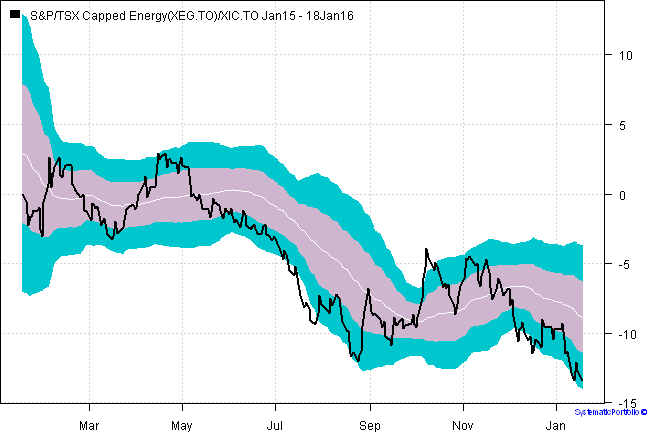 S&P/TSX Capped Energy(XEG.TO)/XIC.TO Jan15 - 18Jan16
10
5
0
-5
-10
-15
Mar May Jul Sep Nov Jan
SystematicPortfolio ©